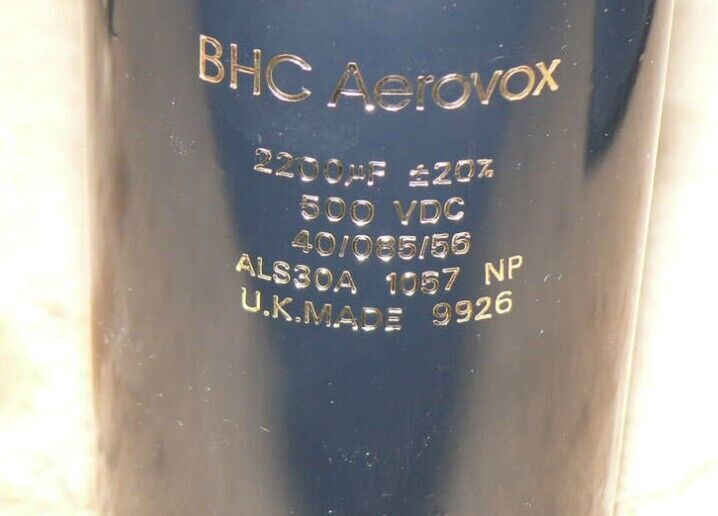 BHC Aerovox
2200µF ±20%
500 VDC
40/085/56
ALS30A 1057 NP
U.K.MADE 9926